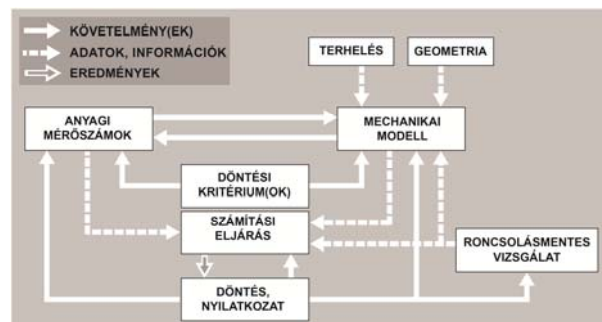 KÖVETELMÉNY(EK)
ADATOK, INFORMÁCIÓK
EREDMÉNYEK
TERHELÉS
GEOMETRIA
ANYAGI
MÉRŐSZÁMOK
MECHANIKAI
MODELL
DÖNTÉSI
KRITÉRIUM(OK)
SZÁMÍTÁSI
ELJÁRÁS
RONCSOLÁSMENTES
VIZSGÁLAT
DÖNTÉS,
NYILATKOZAT